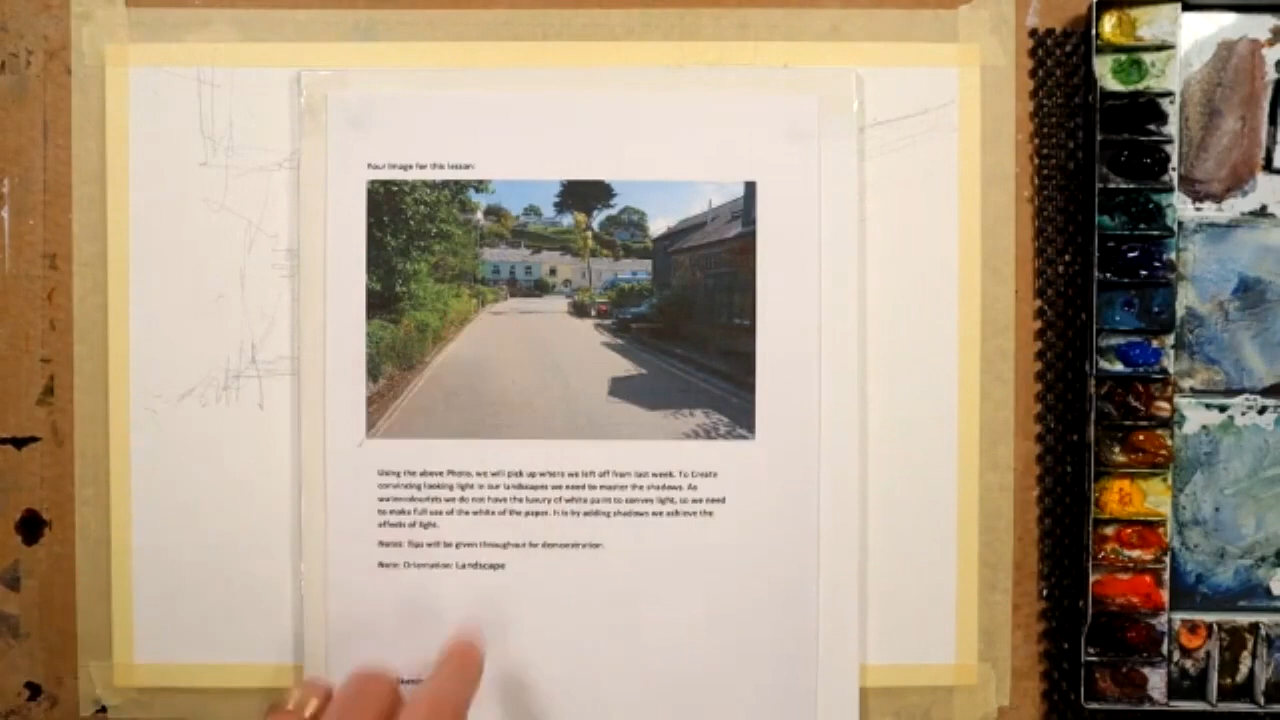 Your image for this lesson:
Using the above Photo, we will pick up where we left off from last week. To Create
convincing looking light in our landscapes we need to master the shadows. As
watercolourists we do not have the luxury of white paint to convey light, so we need
to make full use of the white of the paper. It is by adding shadows we achieve the
effects of light.
Notes: Tips will be given throughout for demonstration.
Note: Orientation: Landscape